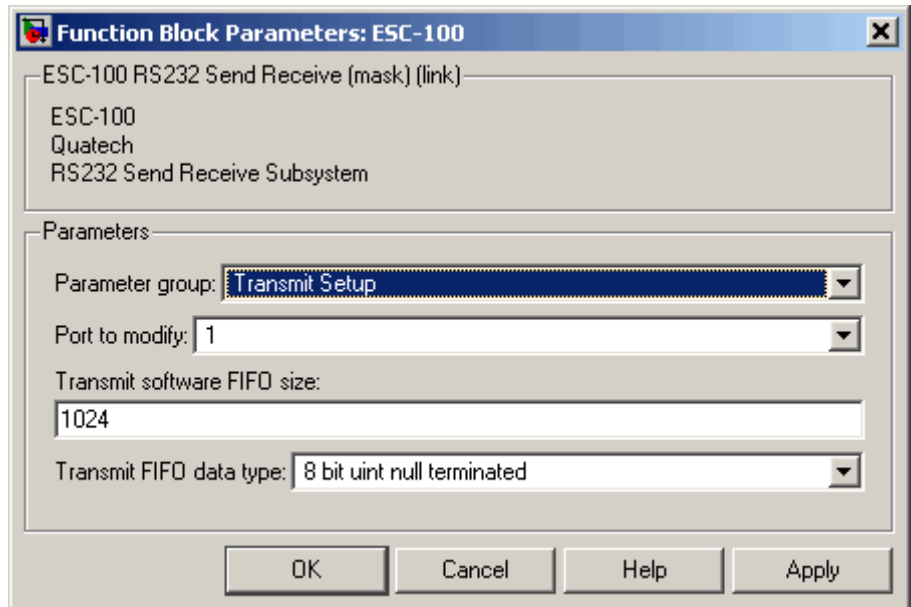 Function Block Parameters: ESC-100
ESC-100 RS232 Send Receive (mask) (link)
ESC-100
Quatech
RS232 Send Receive Subsystem
Parameters
Parameter group: Transmit Setup
Port to modify: 1
Transmit software FIFO size:
1024
Transmit FIFO data type: 8 bit uint null terminated
OK Cancel Help Apply